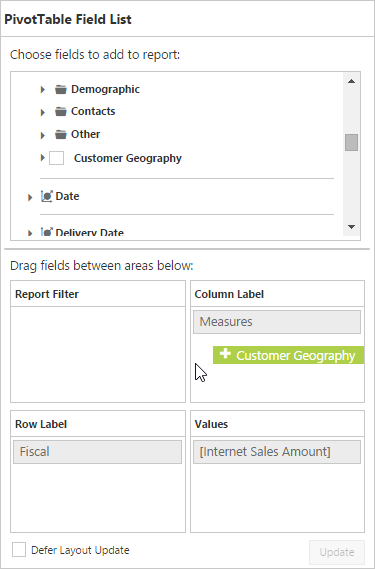 PivotTable Field List
Choose fields to add to report:
Demographic
Contacts
Other
Customer Geography
Date
Delivery Date
Drag fields between areas below:
Report Filter
Column Label
Measures
Customer Geography
Row Label
Values
Fiscal
[Internet Sales Amount]
Defer Layout Update
Update